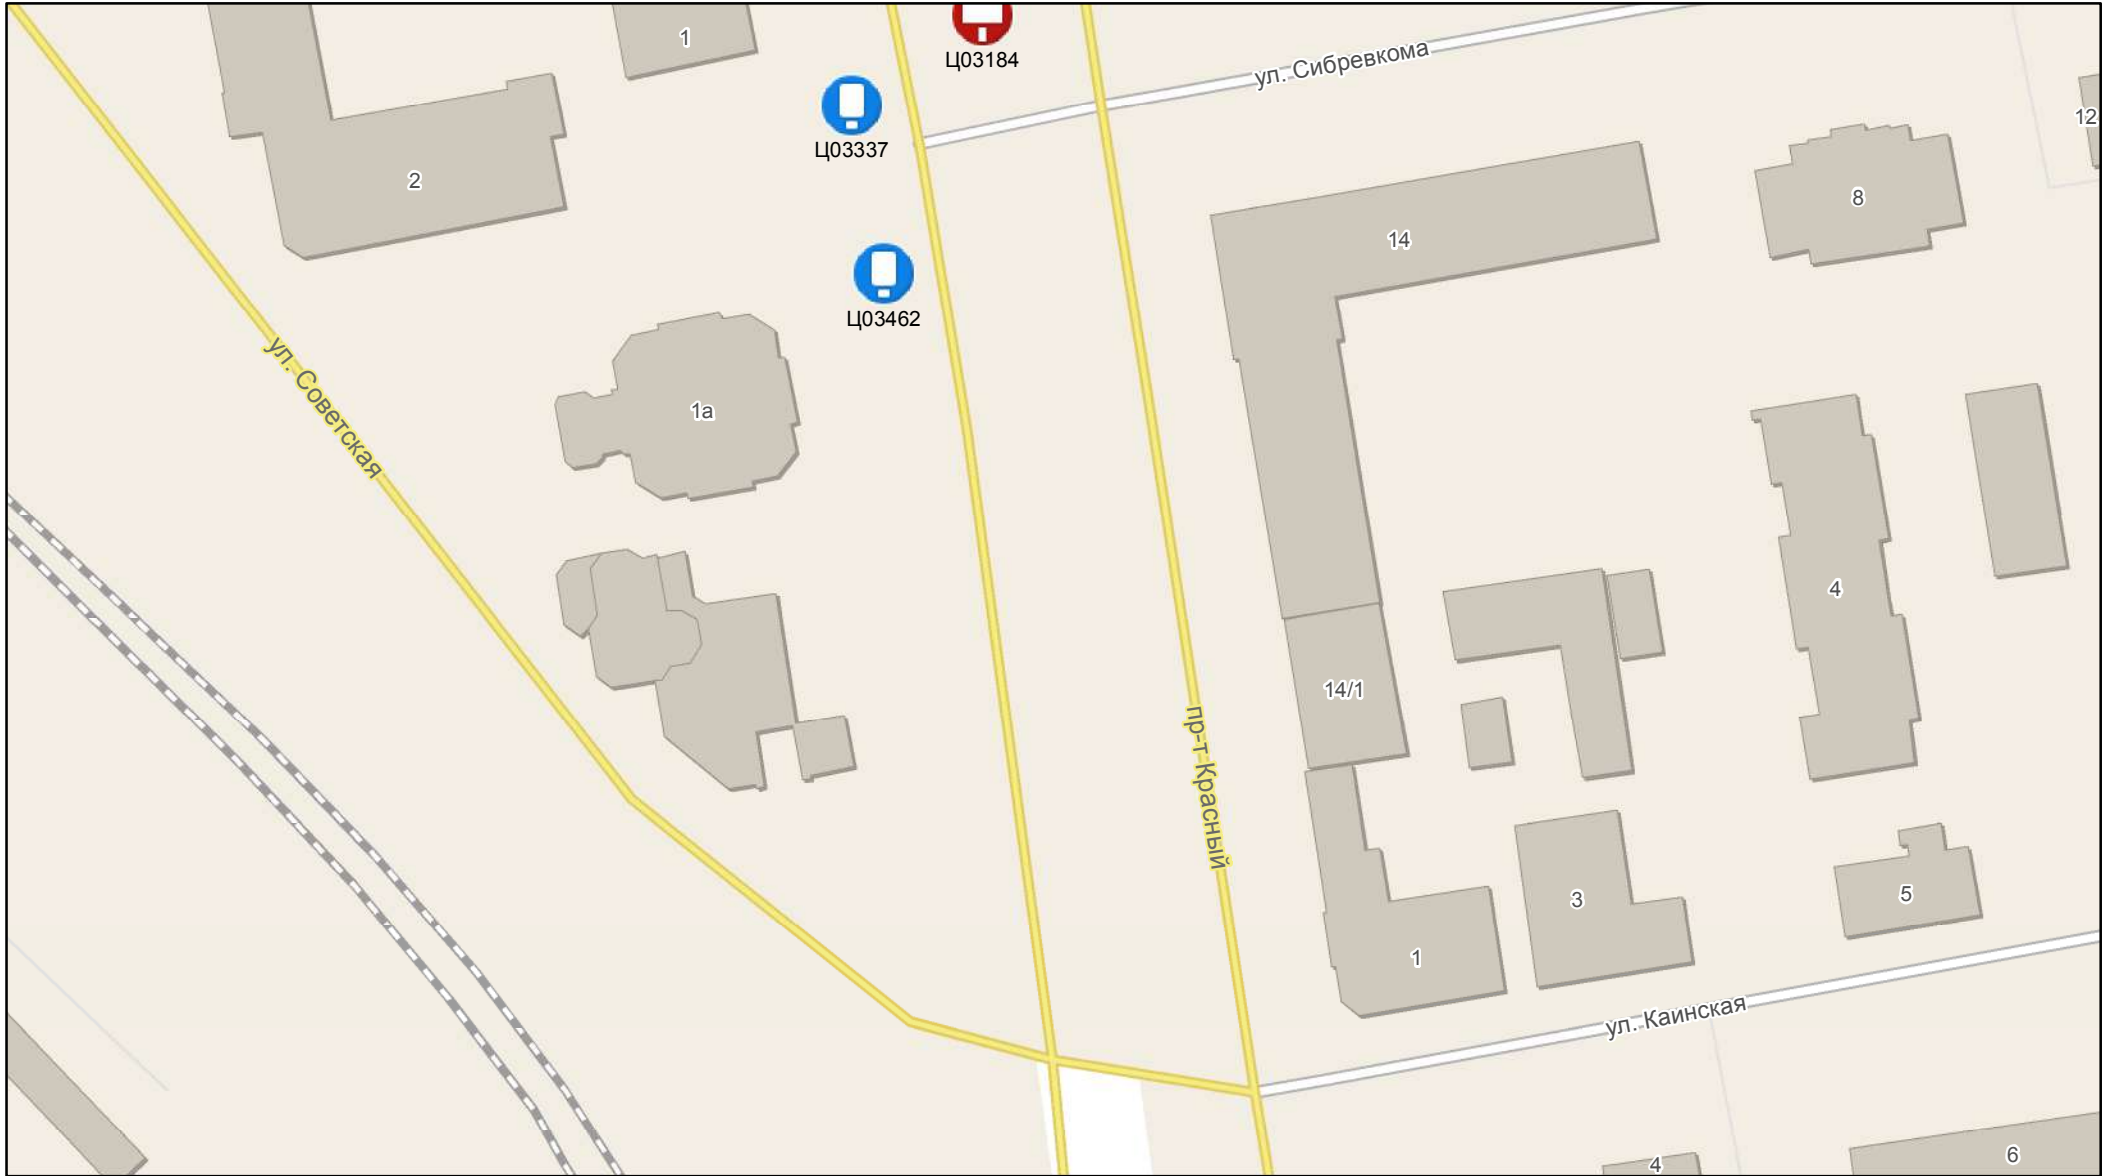 1
Ц03184
ул. Сибревкома
Ц03337
12
2
8
14
Ц03462
ул. Советская
1а
4
14/1
пр-т Красный
3
5
1
ул. Каинская
4
6